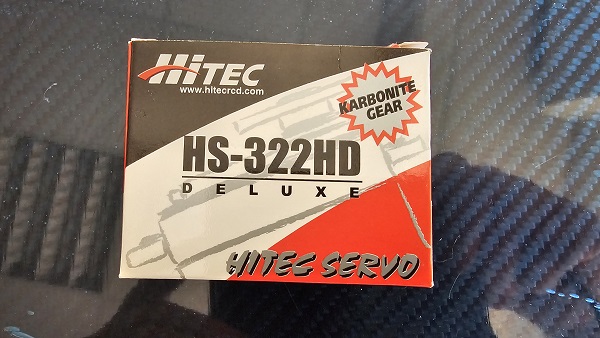 HiTEC
www.hitecrcd.com
KARBONITE
GEAR
HS-322HD
DELUXE
HITEC SERVO